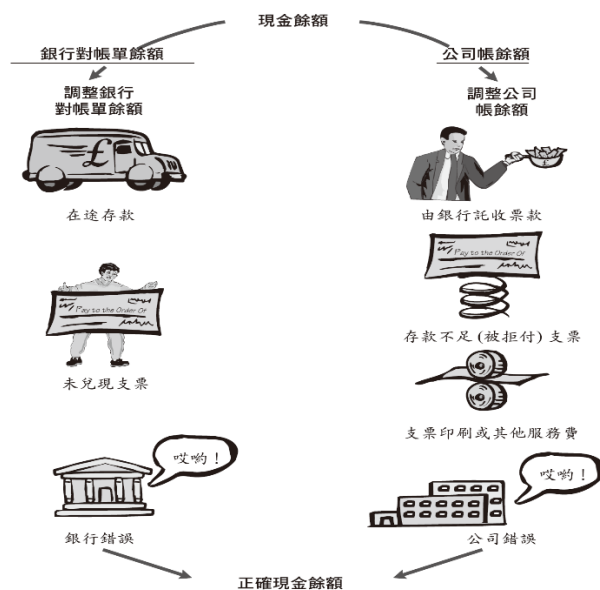 現金餘額
銀行對帳單餘額
調整銀行
對帳單餘額
在途存款
Pay to the Order Of
未兌現支票
哎喲！
銀行錯誤
公司帳餘額
調整公司
帳餘額
由銀行託收票款
Pay to the Order Of
存款不足(被拒付)支票
支票印刷或其他服務費
哎喲！
公司錯誤
正確現金餘額